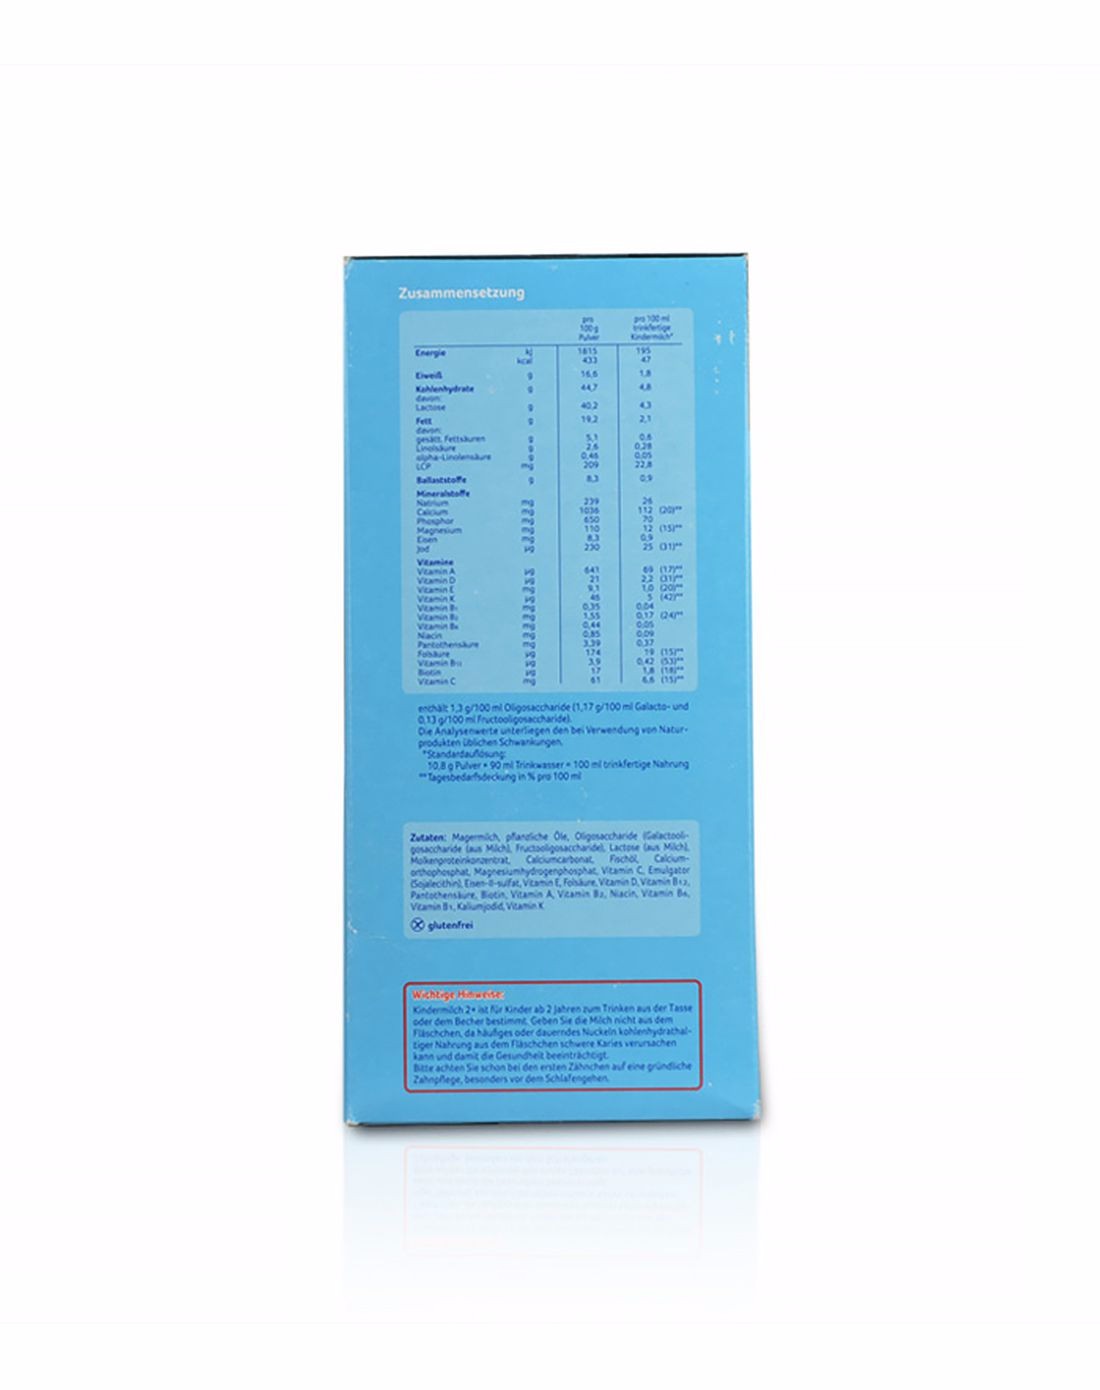 Zusammensetzung
pro 100 g Pulver pro 100 ml trinkfertige Kindermilch*
Energie kJ 1815 195
kcal 433 47
Eiweiß g 16,6 1,8
Kohlenhydrate g 44,7 4,8
davon:
Lactose g 40,2 4,3
Fett g 19,2 2,1
davon:
gesätt. Fettsäuren g 5,1 0,6
Linolsäure g 2,6 0,28
alpha-Linolensäure g 0,46 0,05
LCP mg 209 22,8
Ballaststoffe g 8,3 0,9
Mineralstoffe
Natrium mg 239 26
Calcium mg 1036 112 (20)**
Phosphor mg 650 70
Magnesium mg 110 12 (15)**
Eisen mg 8,3 0,9
Jod µg 230 25 (31)**
Vitamine
Vitamin A µg 641 69 (17)**
Vitamin D µg 21 2,2 (31)**
Vitamin E mg 9,1 1,0 (20)**
Vitamin K µg 46 5 (42)**
Vitamin B₁ mg 0,35 0,04
Vitamin B₂ mg 1,55 0,17 (24)**
Vitamin B₆ mg 0,44 0,05
Niacin mg 0,85 0,09
Pantothensäure mg 3,39 0,37
Folsäure µg 174 19 (15)**
Vitamin B₁₂ µg 3,9 0,42 (53)**
Biotin µg 17 1,8 (18)**
Vitamin C mg 61 6,6 (15)**
enthält 1,3 g/100 ml Oligosaccharide (1,17 g/100 ml Galacto- und
0,13 g/100 ml Fructooligosaccharide).
Die Analysenwerte unterliegen den bei Verwendung von Natur-
produkten üblichen Schwankungen.
*Standardauflösung:
10,8 g Pulver + 90 ml Trinkwasser = 100 ml trinkfertige Nahrung
**Tagesbedarfsdeckung in % pro 100 ml
Zutaten: Magermilch, pflanzliche Öle, Oligosaccharide (Galactooli-
gosaccharide (aus Milch), Fructooligosaccharide), Lactose (aus Milch),
Molkenproteinkonzentrat, Calciumcarbonat, Fischöl, Calcium-
orthophosphat, Magnesiumhydrogenphosphat, Vitamin C, Emulgator
(Sojalecithin), Eisen-II-sulfat, Vitamin E, Folsäure, Vitamin D, Vitamin B₁₂,
Pantothensäure, Biotin, Vitamin A, Vitamin B₂, Niacin, Vitamin B₆,
Vitamin B₁, Kaliumjodid, Vitamin K
glutenfrei
Wichtige Hinweise:
Kindermilch 2+ ist für Kinder ab 2 Jahren zum Trinken aus der Tasse
oder dem Becher bestimmt. Geben Sie die Milch nicht aus dem
Fläschchen, da häufiges oder dauerndes Nuckeln kohlenhydrathal-
tiger Nahrung aus dem Fläschchen schwere Karies verursachen
kann und damit die Gesundheit beeinträchtigt.
Bitte achten Sie schon bei den ersten Zähnchen auf eine gründliche
Zahnpflege, besonders vor dem Schlafengehen.